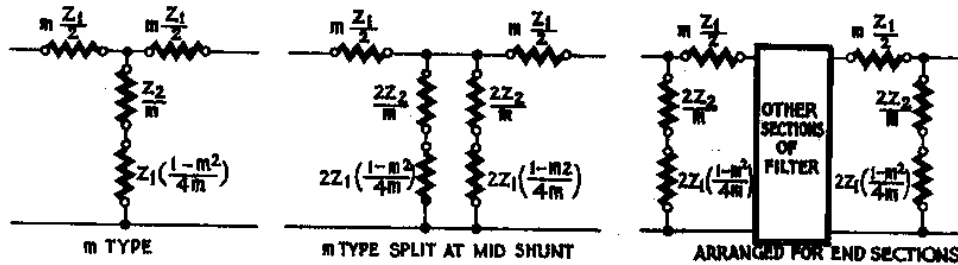 m Z1/2 m Z1/2
Z2/m
Z1(1-m2/4m)
m TYPE
m Z1/2 m Z1/2
2Z2/m 2Z2/m
2Z1(1-m2/4m) 2Z1(1-m2/4m)
m TYPE SPLIT AT MID SHUNT
m Z1/2 m Z1/2
2Z2/m 2Z2/m
2Z1(1-m2/4m) 2Z1(1-m2/4m)
OTHER
SECTIONS
OF
FILTER
ARRANGED FOR END SECTIONS